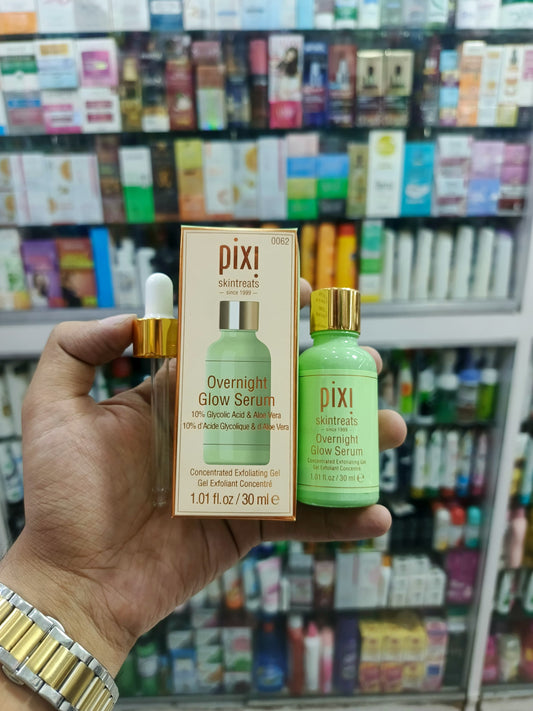 0062
pixi
skintreats
— since 1999 —
Overnight
Glow Serum
10% Glycolic Acid & Aloe Vera
10% d'Acide Glycolique & d'Aloe Vera
Concentrated Exfoliating Gel
Gel Exfoliant Concentré
1.01 fl.oz / 30 ml e
pixi
skintreats
— since 1999 —
Overnight
Glow Serum
Concentrated Exfoliating Gel
Gel Exfoliant Concentré
1.01 fl.oz / 30 ml e